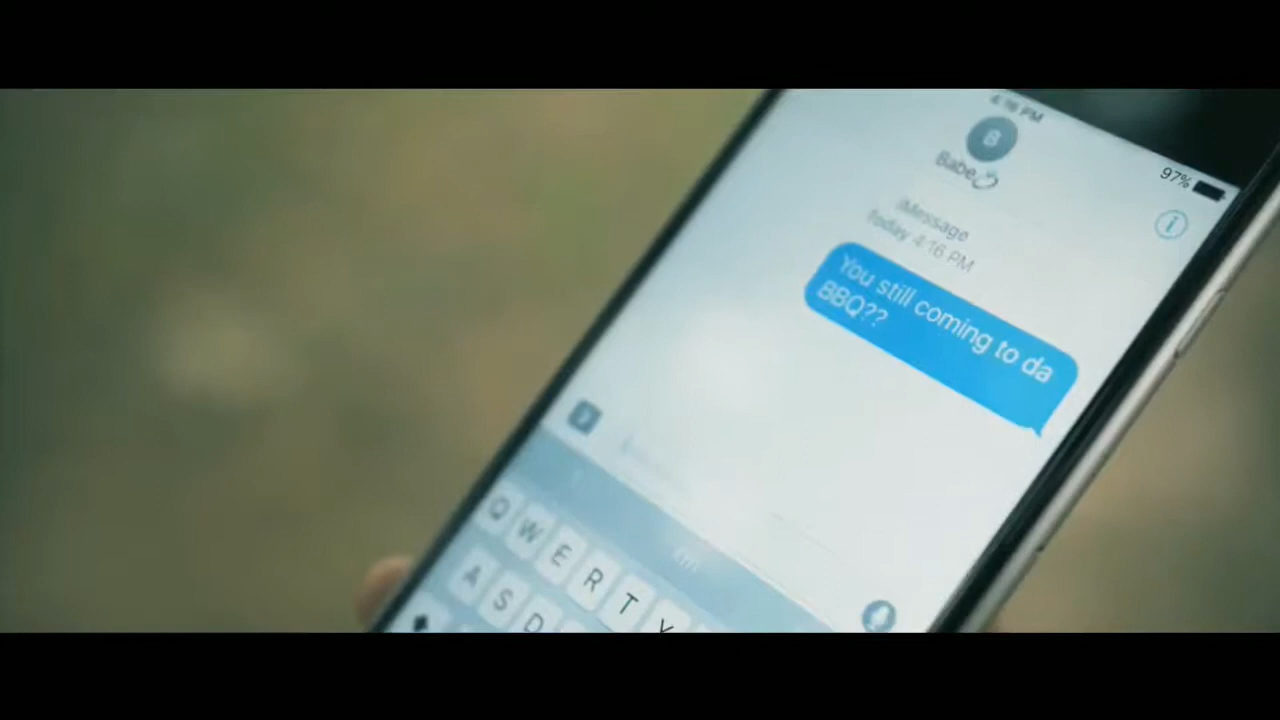 4:16 PM
97%
B
Babe
iMessage
Today 4:16 PM
You still coming to da
BBQ??
Q W E R T Y
A S D